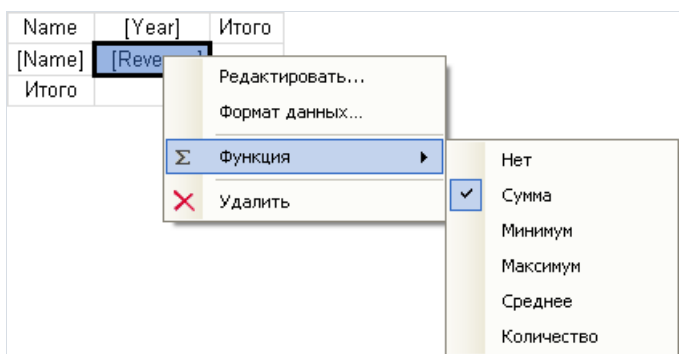 Name [Year] Итого
[Name]
Итого
Редактировать...
Формат данных...
Функция
Удалить
Нет
Сумма
Минимум
Максимум
Среднее
Количество